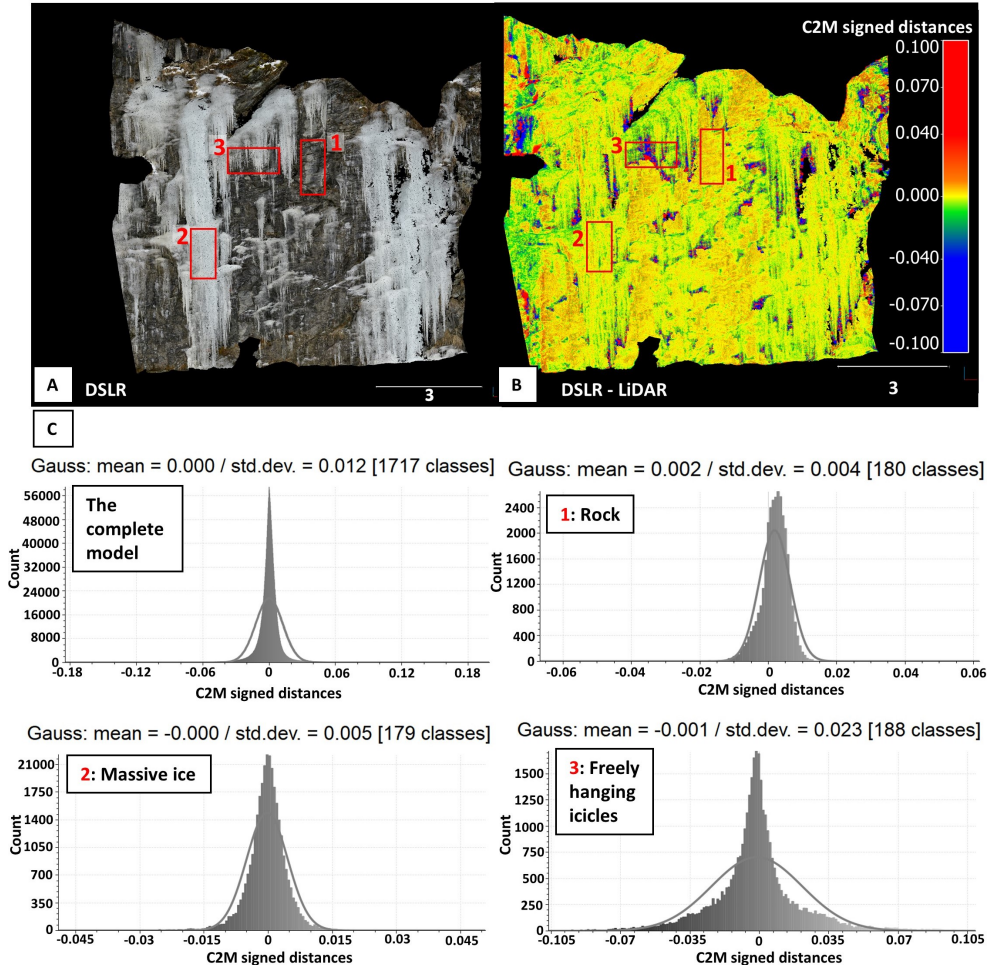 C2M signed distances
0.100
0.070
0.040
0.000
-0.040
-0.070
-0.100
1
3
2
3
1
2
A
DSLR
3
B
DSLR - LiDAR
3
C
Gauss: mean = 0.000 / std.dev. = 0.012 [1717 classes]
The
complete
model
56000
48000
40000
32000
24000
16000
8000
0
Count
-0.18
-0.12
-0.06
0
0.06
0.12
0.18
C2M signed distances
Gauss: mean = 0.002 / std.dev. = 0.004 [180 classes]
1: Rock
2400
2000
1600
1200
800
400
0
Count
-0.06
-0.04
-0.02
0
0.02
0.04
0.06
C2M signed distances
Gauss: mean = -0.000 / std.dev. = 0.005 [179 classes]
2: Massive ice
21000
1750
1400
1050
700
350
0
Count
-0.045
-0.03
-0.015
0
0.015
0.03
0.045
C2M signed distances
Gauss: mean = -0.001 / std.dev. = 0.023 [188 classes]
3: Freely
hanging
icicles
1500
1250
1000
750
500
250
0
Count
-0.105
-0.07
-0.035
0
0.035
0.07
0.105
C2M signed distances